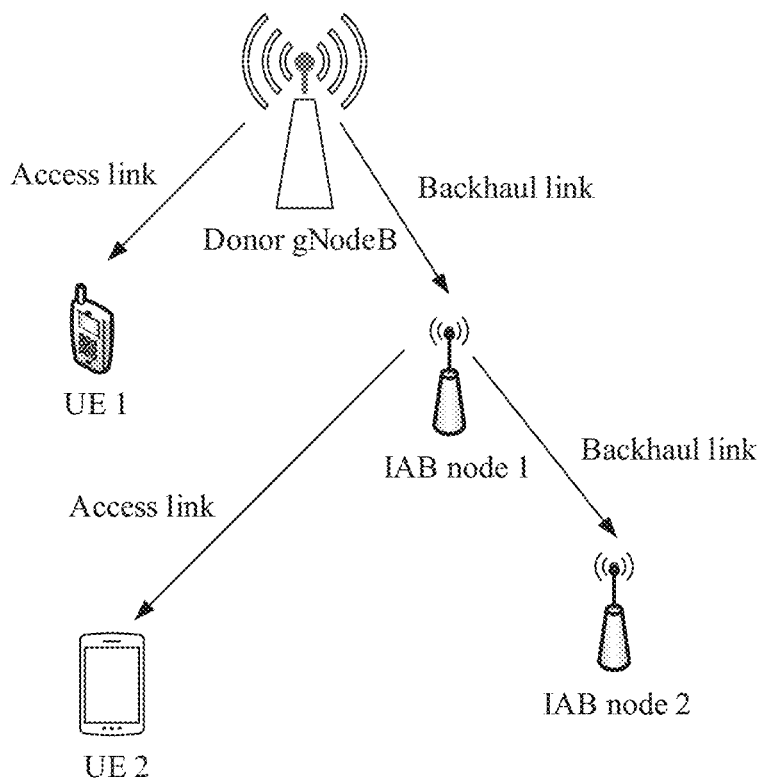 Access link
Backhaul link
Donor gNodeB
UE 1
IAB node 1
Backhaul link
Access link
IAB node 2
UE 2